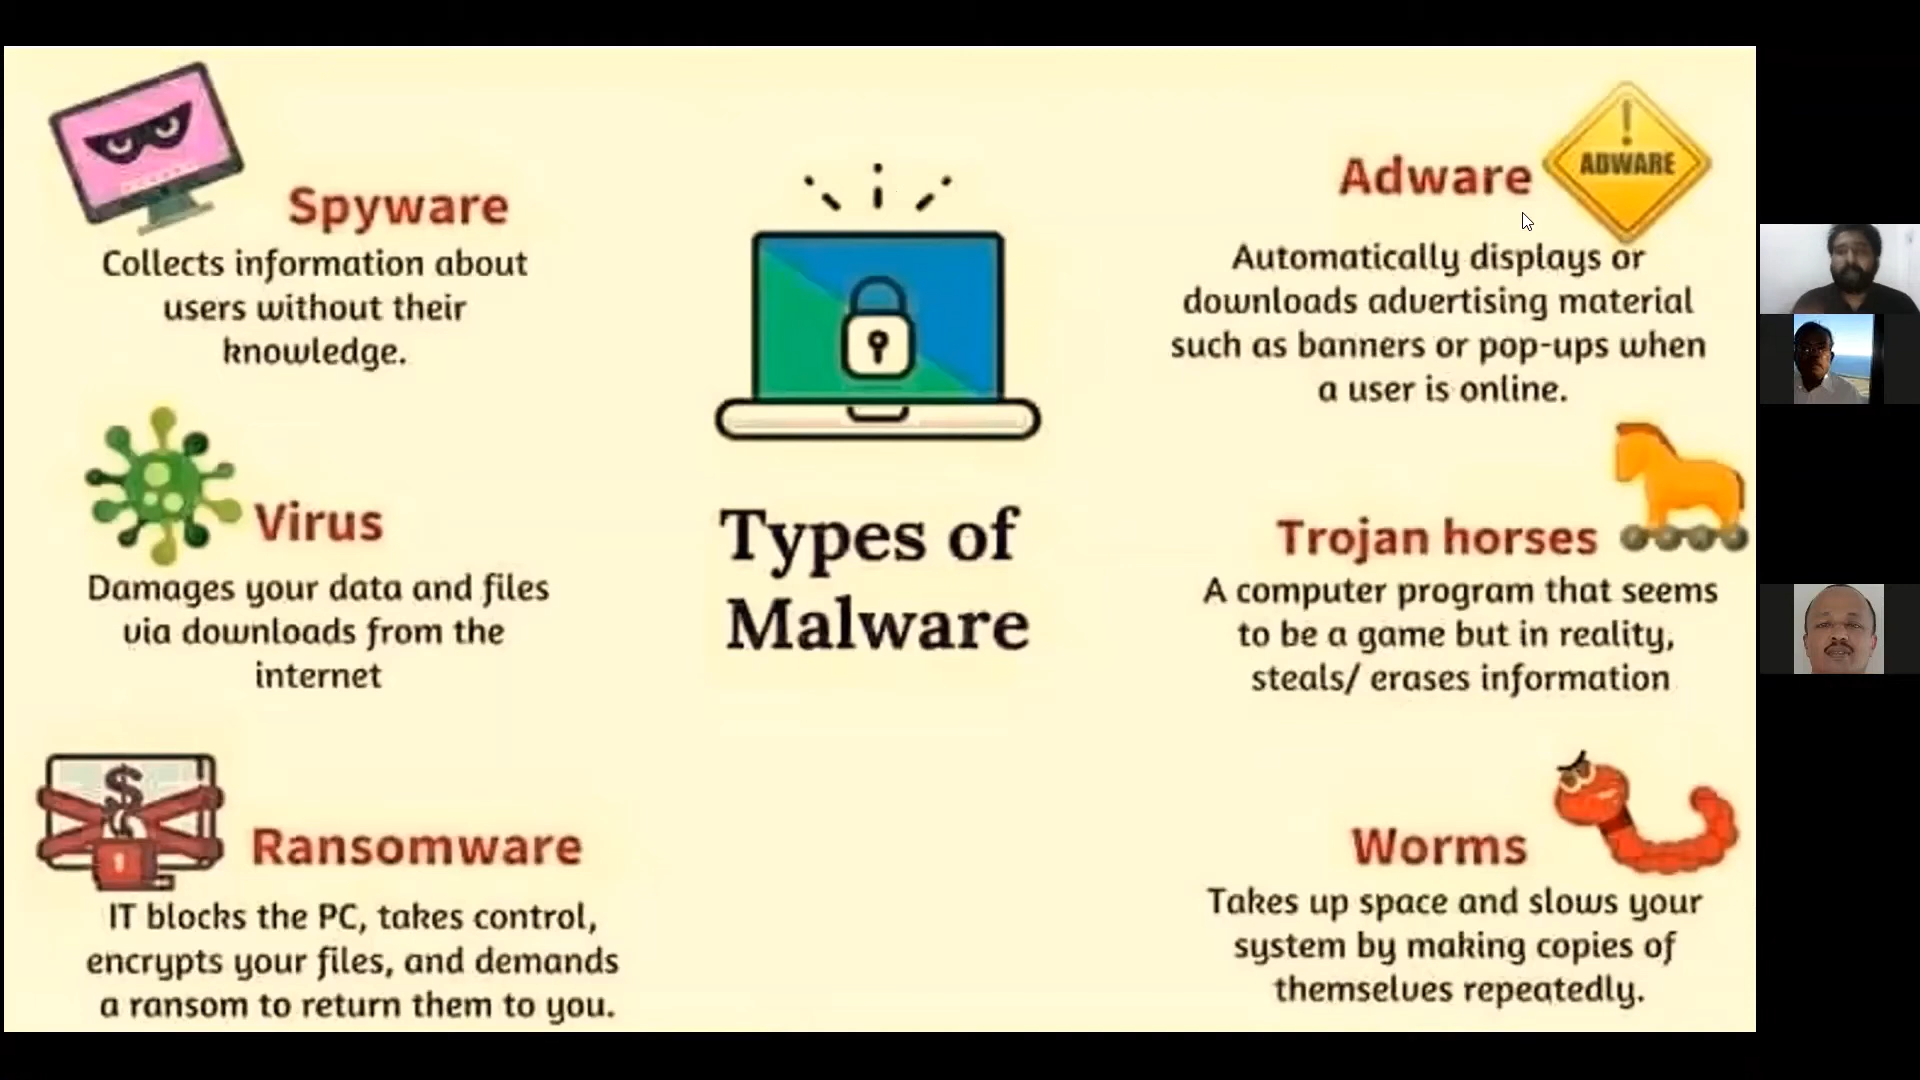 Spyware
Collects information about
users without their
knowledge.
Virus
Damages your data and files
via downloads from the
internet
Ransomware
IT blocks the PC, takes control,
encrypts your files, and demands
a ransom to return them to you.
Types of
Malware
Adware
ADWARE
Automatically displays or
downloads advertising material
such as banners or pop-ups when
a user is online.
Trojan horses
A computer program that seems
to be a game but in reality,
steals/ erases information
Worms
Takes up space and slows your
system by making copies of
themselves repeatedly.